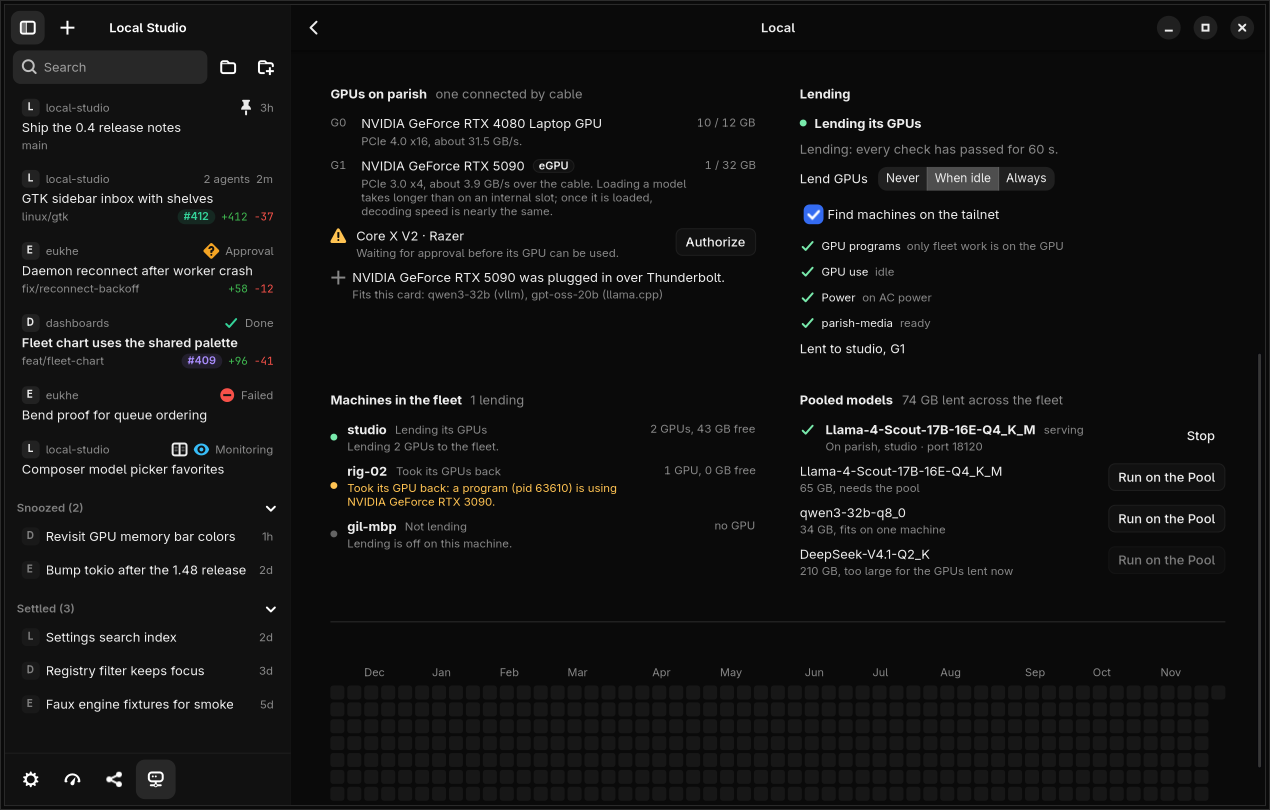 Local Studio
Search
L local-studio 3h
Ship the 0.4 release notes
main
L local-studio 2 agents 2m
GTK sidebar inbox with shelves
linux/gtk #412 +412 -37
E eukhe Approval
Daemon reconnect after worker crash
fix/reconnect-backoff +58 -12
D dashboards Done
Fleet chart uses the shared palette
feat/fleet-chart #409 +96 -41
E eukhe Failed
Bend proof for queue ordering
L local-studio Monitoring
Composer model picker favorites
Snoozed (2)
D Revisit GPU memory bar colors 1h
E Bump tokio after the 1.48 release 2d
Settled (3)
L Settings search index 2d
D Registry filter keeps focus 3d
E Faux engine fixtures for smoke 5d
Local
GPUs on parish one connected by cable
G0 NVIDIA GeForce RTX 4080 Laptop GPU 10 / 12 GB
PCIe 4.0 x16, about 31.5 GB/s.
G1 NVIDIA GeForce RTX 5090 eGPU 1 / 32 GB
PCIe 3.0 x4, about 3.9 GB/s over the cable. Loading a model
takes longer than on an internal slot; once it is loaded,
decoding speed is nearly the same.
Core X V2 · Razer
Waiting for approval before its GPU can be used.
Authorize
NVIDIA GeForce RTX 5090 was plugged in over Thunderbolt.
Fits this card: qwen3-32b (vllm), gpt-oss-20b (llama.cpp)
Lending
Lending its GPUs
Lending: every check has passed for 60 s.
Lend GPUs Never When idle Always
Find machines on the tailnet
GPU programs only fleet work is on the GPU
GPU use idle
Power on AC power
parish-media ready
Lent to studio, G1
Machines in the fleet 1 lending
studio Lending its GPUs 2 GPUs, 43 GB free
Lending 2 GPUs to the fleet.
rig-02 Took its GPUs back 1 GPU, 0 GB free
Took its GPU back: a program (pid 63610) is using
NVIDIA GeForce RTX 3090.
gil-mbp Not lending no GPU
Lending is off on this machine.
Pooled models 74 GB lent across the fleet
Llama-4-Scout-17B-16E-Q4_K_M serving
On parish, studio · port 18120
Stop
Llama-4-Scout-17B-16E-Q4_K_M
65 GB, needs the pool
Run on the Pool
qwen3-32b-q8_0
34 GB, fits on one machine
Run on the Pool
DeepSeek-V4.1-Q2_K
210 GB, too large for the GPUs lent now
Run on the Pool
Dec Jan Feb Mar Apr May Jun Jul Aug Sep Oct Nov